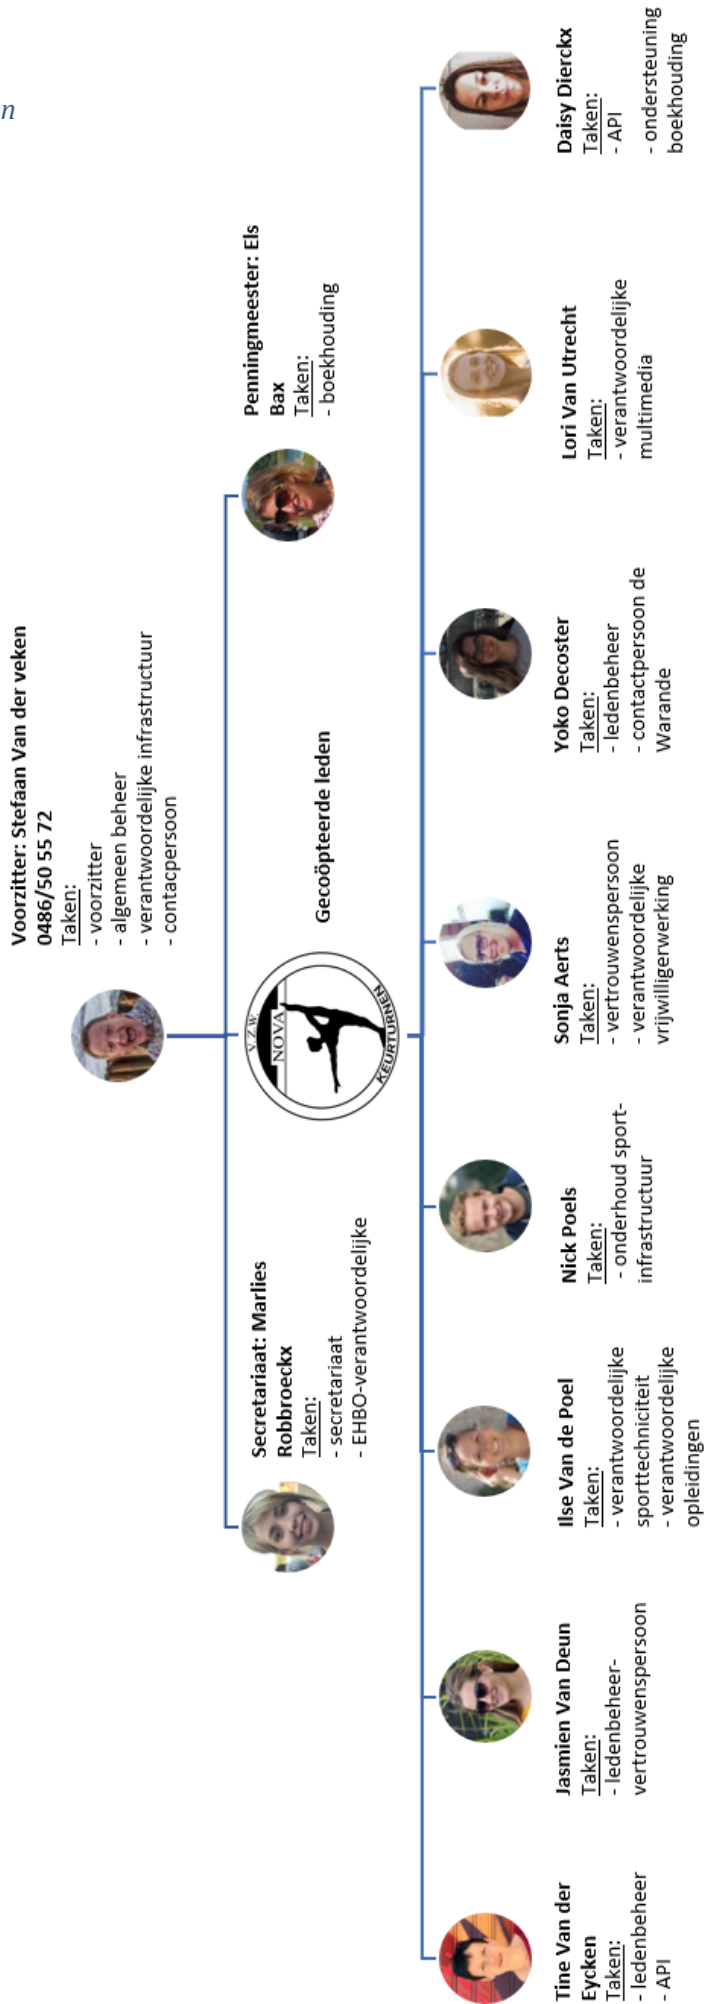 en
Voorzitter: Stefaan Van der veken
0486/50 55 72
Taken:
- voorzitter
- algemeen beheer
- verantwoordelijke infrastructuur
- contacpersoon
Secretariaat: Marlies
Robbroeckx
Taken:
- secretariaat
- EHBO-verantwoordelijke
V.Z.W.
NOVA
KEURTURNEN
Penningmeester: Els
Bax
Taken:
- boekhouding
Gecoöpteerde leden
Tine Van der
Eycken
Taken:
- ledenbeheer
- API
Jasmien Van Deun
Taken:
- ledenbeheer-
vertrouwenspersoon
Ilse Van de Poel
Taken:
- verantwoordelijke
sporttechniciteit
- verantwoordelijke
opleidingen
Nick Poels
Taken:
- onderhoud sport-
infrastructuur
Sonja Aerts
Taken:
- vertrouwenspersoon
- verantwoordelijke
vrijwilligerwerking
Yoko Decoster
Taken:
- ledenbeheer
- contactpersoon de
Warande
Lori Van Utrecht
Taken:
- verantwoordelijke
multimedia
Daisy Dierckx
Taken:
- API
- ondersteuning
boekhouding